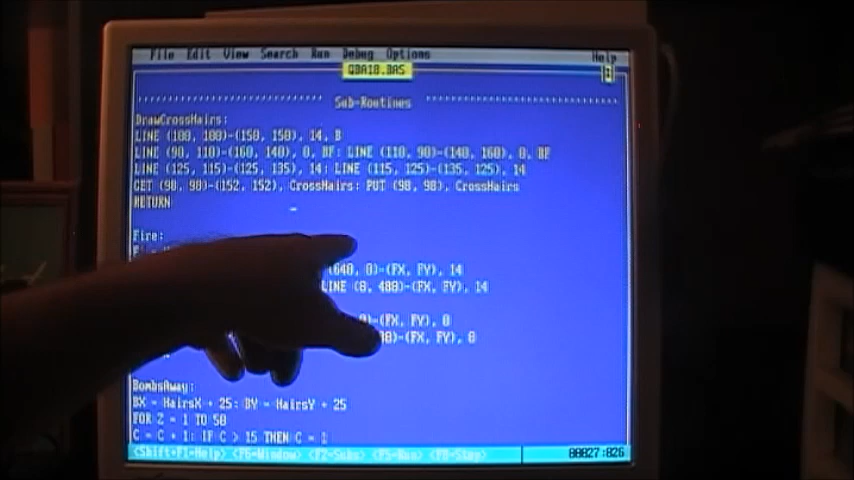 File Edit View Search Run Debug Options Help
QBA18.BAS
Sub-Routines
DrawCrossHairs:
LINE (100, 100)-(150, 150), 14, B
LINE (90, 110)-(160, 140), 0, BF: LINE (110, 90)-(140, 160), 0, BF
LINE (125, 115)-(125, 135), 14: LINE (115, 125)-(135, 125), 14
GET (98, 98)-(152, 152), CrossHairs: PUT (98, 98), CrossHairs
RETURN
Fire:
(640, 0)-(FX, FY), 14
LINE (0, 480)-(FX, FY), 14
)-(FX, FY), 0
)-(FX, FY), 0
BombsAway:
BX = HairsX + 25: BY = HairsY + 25
FOR Z = 1 TO 50
C = C + 1: IF C > 15 THEN C = 1
<Shift+F1=Help> <F6=Window> <F2=Subs> <F5=Run> <F8=Step> 00027:026